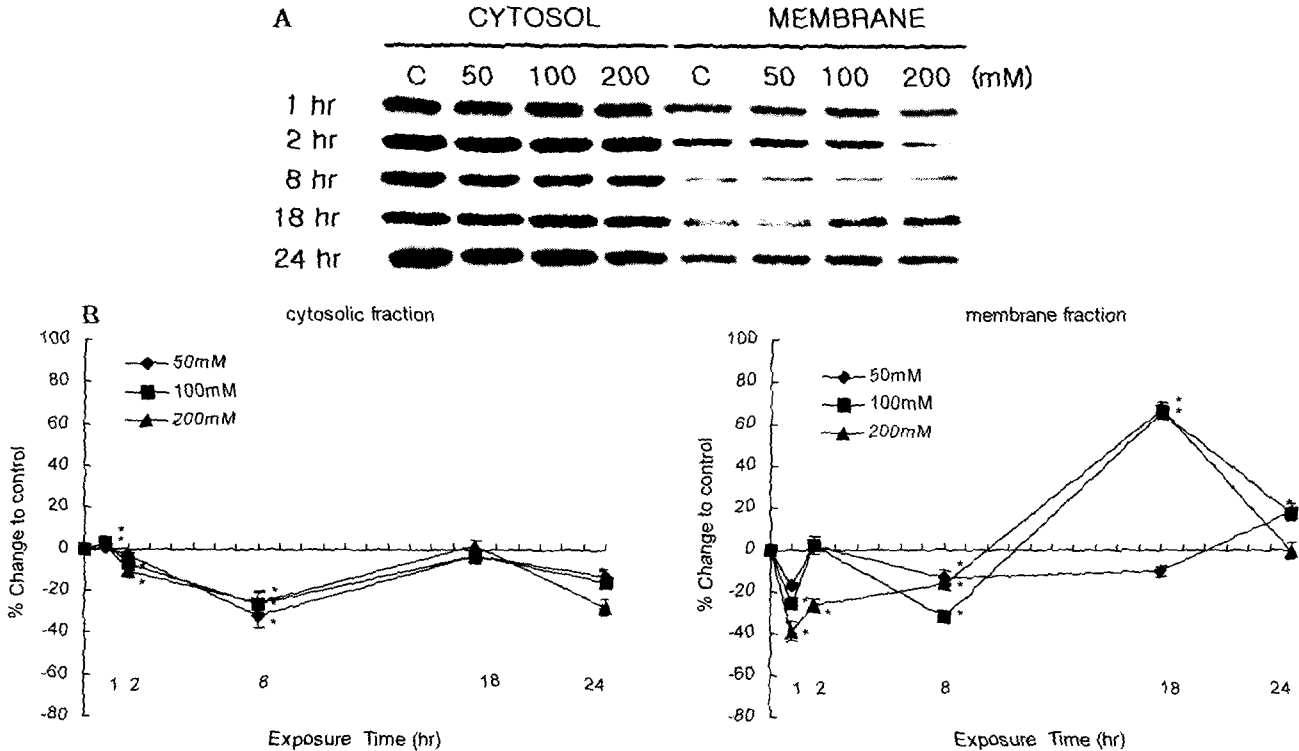 A
CYTOSOL MEMBRANE
C 50 100 200 C 50 100 200 (mM)
1 hr
2 hr
8 hr
18 hr
24 hr
B
cytosolic fraction
100
80
60
40
20
0
-20
-40
-60
-80
% Change to control
50mM
100mM
200mM
* * * * * * *
1 2 8 18 24
Exposure Time (hr)
membrane fraction
100
80
60
40
20
0
-20
-40
-60
-80
% Change to control
50mM
100mM
200mM
* * * * * * * * *
1 2 8 18 24
Exposure Time (hr)